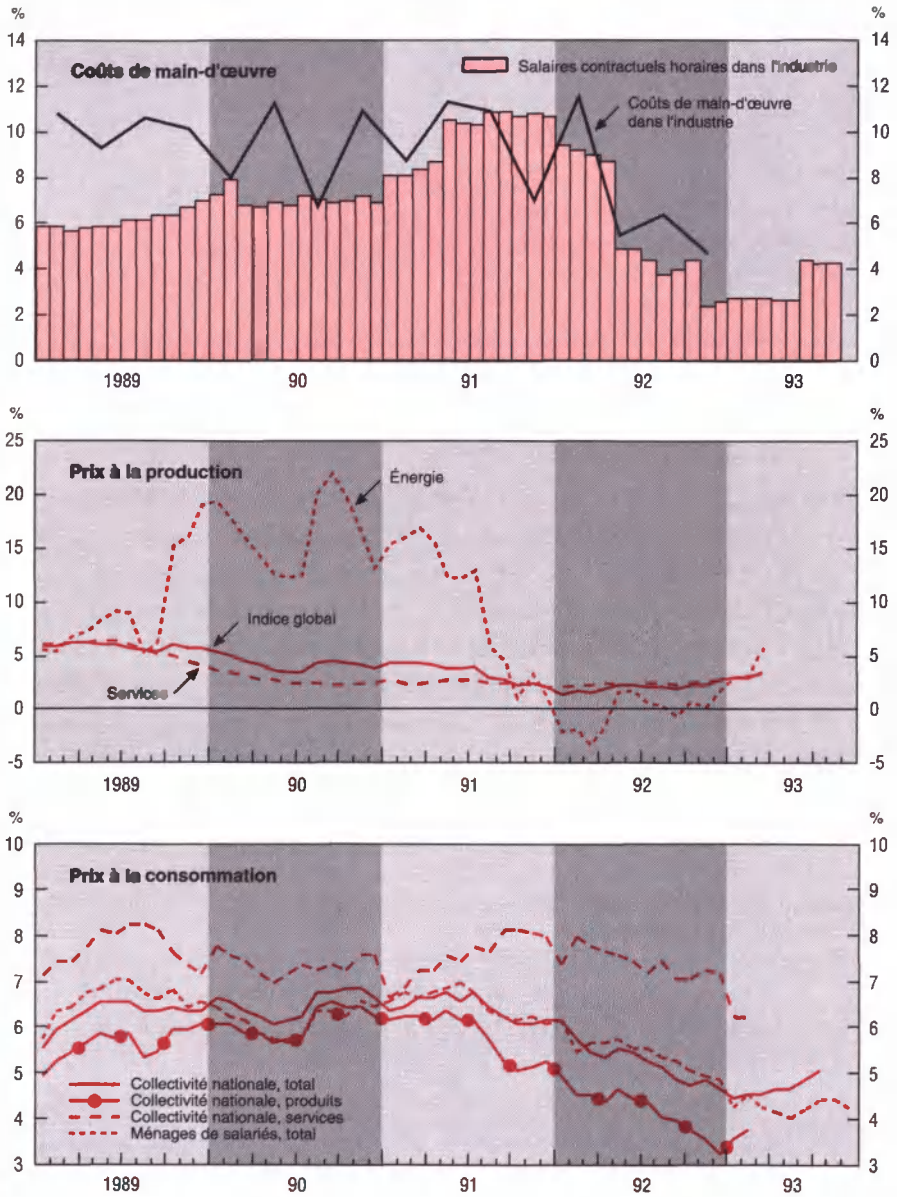 % %
14 14
Coûts de main-d'œuvre
Salaires contractuels horaires dans l'industrie
12 12
Coûts de main-d'œuvre
dans l'industrie
10 10
8 8
6 6
4 4
2 2
0 0
1989 90 91 92 93
% %
25 25
Prix à la production
Énergie
20 20
15 15
10 10
Indice global
5 5
Services
0 0
-5 -5
1989 90 91 92 93
% %
10 10
Prix à la consommation
9 9
8 8
7 7
6 6
5 5
Collectivité nationale, total
Collectivité nationale, produits
4 4
Collectivité nationale, services
Ménages de salariés, total
3 3
1989 90 91 92 93